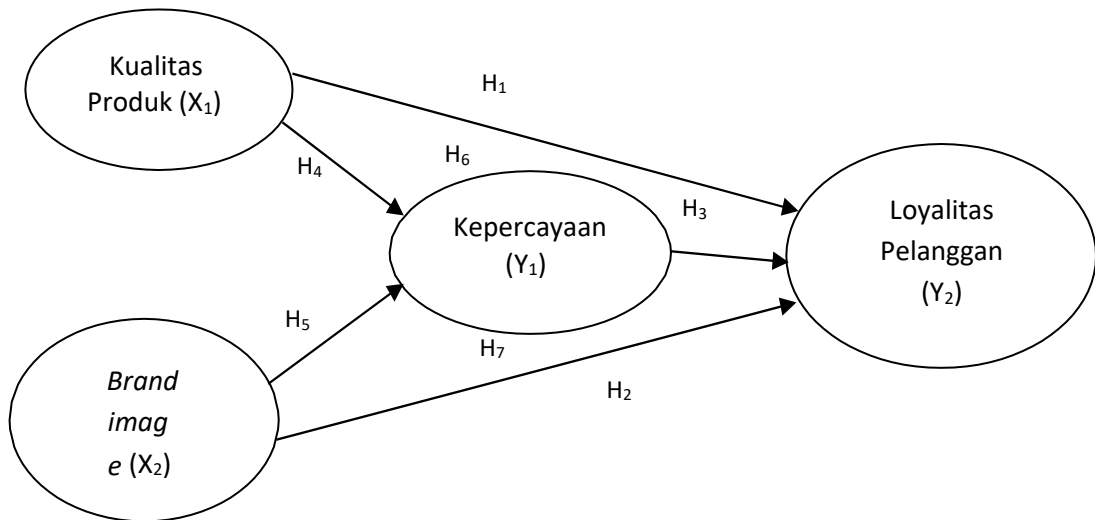 Kualitas
Produk (X₁)
H₁
H₄
H₆
H₃
Kepercayaan
(Y₁)
Loyalitas
Pelanggan
(Y₂)
H₅
H₇
H₂
Brand
imag
e (X₂)